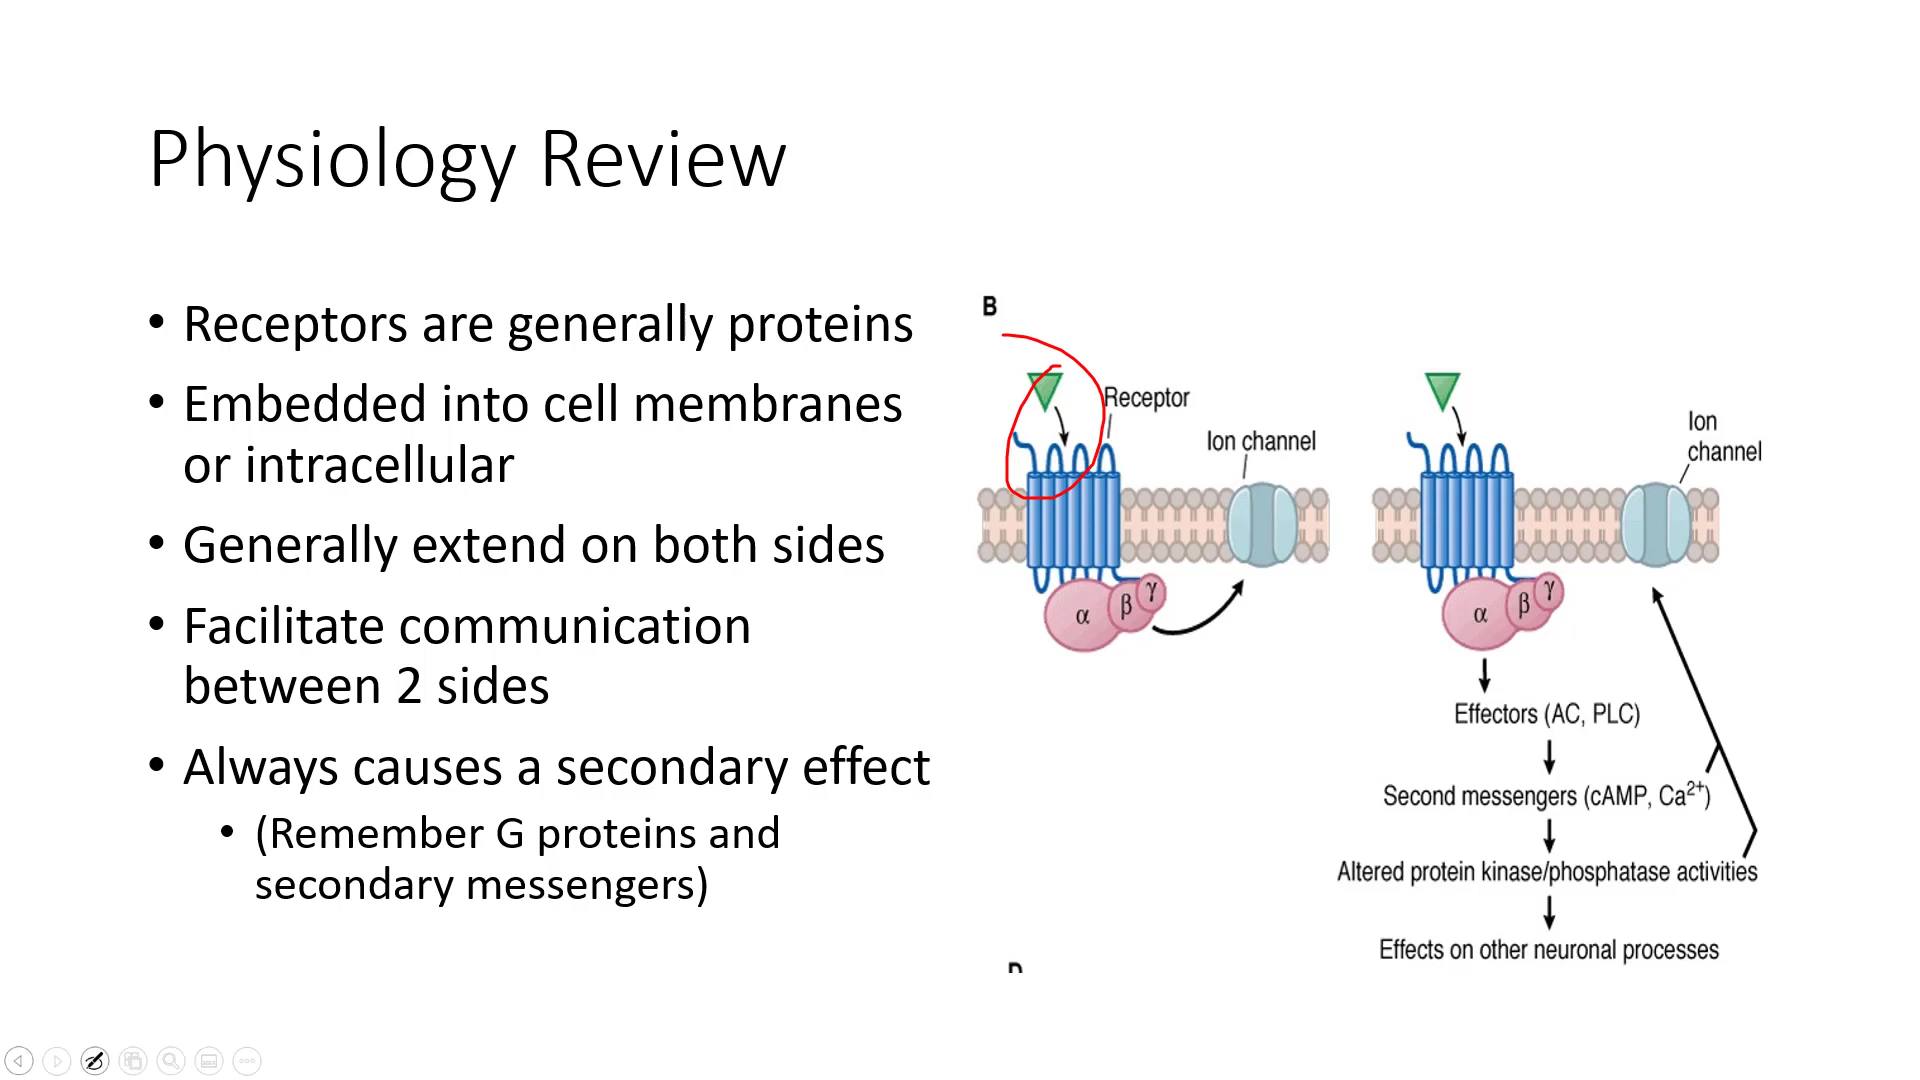 Physiology Review
• Receptors are generally proteins
• Embedded into cell membranes
or intracellular
• Generally extend on both sides
• Facilitate communication
between 2 sides
• Always causes a secondary effect
• (Remember G proteins and
secondary messengers)
B
Receptor
Ion channel
α β γ
Ion
channel
α β γ
Effectors (AC, PLC)
Second messengers (cAMP, Ca²⁺)
Altered protein kinase/phosphatase activities
Effects on other neuronal processes